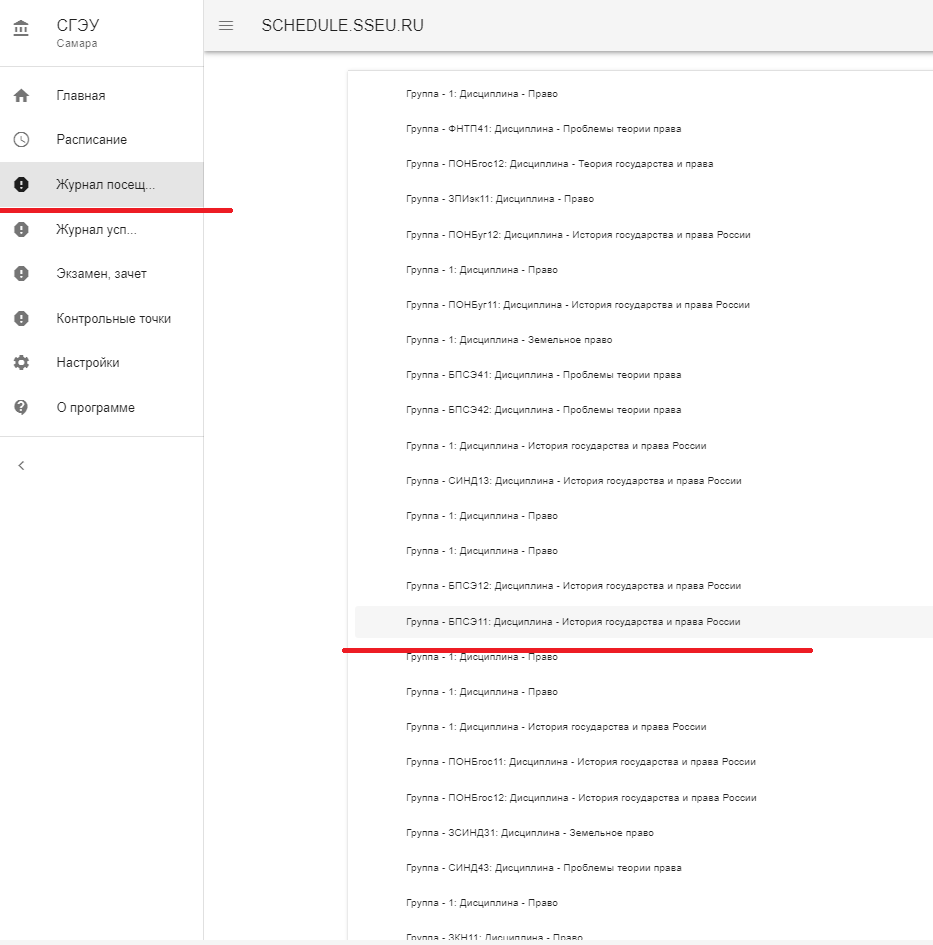 СГЭУ
Самара
SCHEDULE.SSEU.RU
Главная
Расписание
Журнал посещ...
Журнал усп...
Экзамен, зачет
Контрольные точки
Настройки
О программе
Группа - 1: Дисциплина - Право
Группа - ФНТП41: Дисциплина - Проблемы теории права
Группа - ПОНБгос12: Дисциплина - Теория государства и права
Группа - ЗПИэк11: Дисциплина - Право
Группа - ПОНБуг12: Дисциплина - История государства и права России
Группа - 1: Дисциплина - Право
Группа - ПОНБуг11: Дисциплина - История государства и права России
Группа - 1: Дисциплина - Земельное право
Группа - БПСЭ41: Дисциплина - Проблемы теории права
Группа - БПСЭ42: Дисциплина - Проблемы теории права
Группа - 1: Дисциплина - История государства и права России
Группа - СИНД13: Дисциплина - История государства и права России
Группа - 1: Дисциплина - Право
Группа - 1: Дисциплина - Право
Группа - БПСЭ12: Дисциплина - История государства и права России
Группа - БПСЭ11: Дисциплина - История государства и права России
Группа - 1: Дисциплина - Право
Группа - 1: Дисциплина - Право
Группа - 1: Дисциплина - История государства и права России
Группа - ПОНБгос11: Дисциплина - История государства и права России
Группа - ПОНБгос12: Дисциплина - История государства и права России
Группа - ЗСИНД31: Дисциплина - Земельное право
Группа - СИНД43: Дисциплина - Проблемы теории права
Группа - 1: Дисциплина - Право
Группа - ЗКН11: Дисциплина - Право